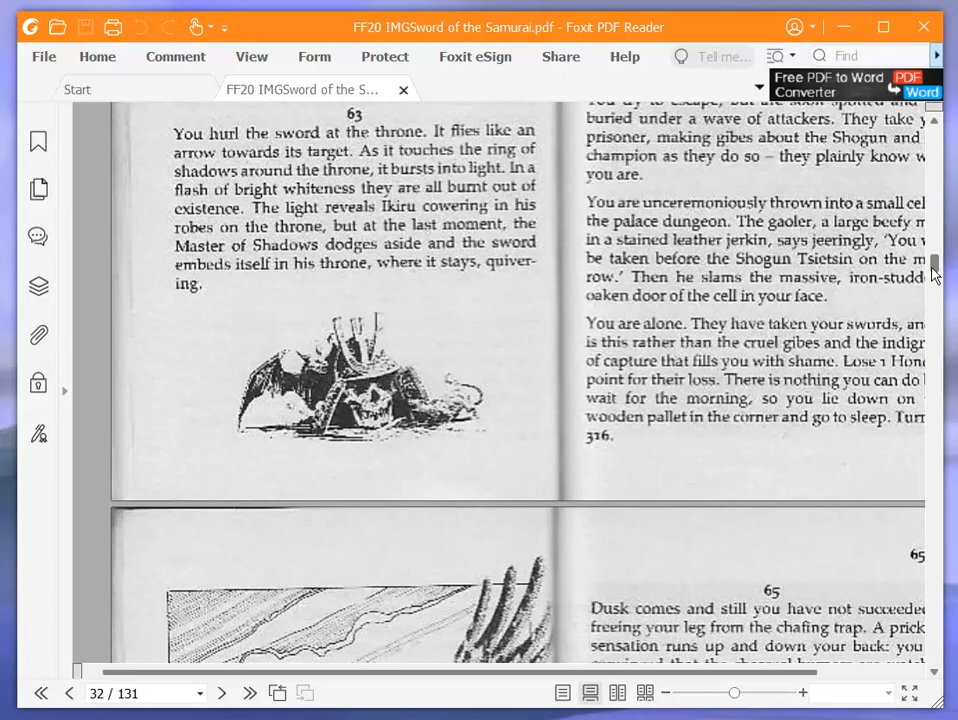 FF20 IMGSword of the Samurai.pdf - Foxit PDF Reader
File Home Comment View Form Protect Foxit eSign Share Help Tell me... Find
Start FF20 IMGSword of the S...
Free PDF to Word PDF
Converter Word
63
You hurl the sword at the throne. It flies like an
arrow towards its target. As it touches the ring of
shadows around the throne, it bursts into light. In a
flash of bright whiteness they are all burnt out of
existence. The light reveals Ikiru cowering in his
robes on the throne, but at the last moment, the
Master of Shadows dodges aside and the sword
embeds itself in his throne, where it stays, quiver-
ing.
You try to escape, but are soon spotted and
buried under a wave of attackers. They take
prisoner, making gibes about the Shogun and
champion as they do so – they plainly know
you are.
You are unceremoniously thrown into a small
the palace dungeon. The gaoler, a large beefy
in a stained leather jerkin, says jeeringly, 'You
be taken before the Shogun Tsietsin on the
row.' Then he slams the massive, iron-studd
oaken door of the cell in your face.
You are alone. They have taken your swords,
is this rather than the cruel gibes and the
of capture that fills you with shame. Lose 1
point for their loss. There is nothing you can do
wait for the morning, so you lie down on
wooden pallet in the corner and go to sleep.
316.
65
65
Dusk comes and still you have not
freeing your leg from the chafing trap. A
sensation runs up and down your back: you
32 / 131